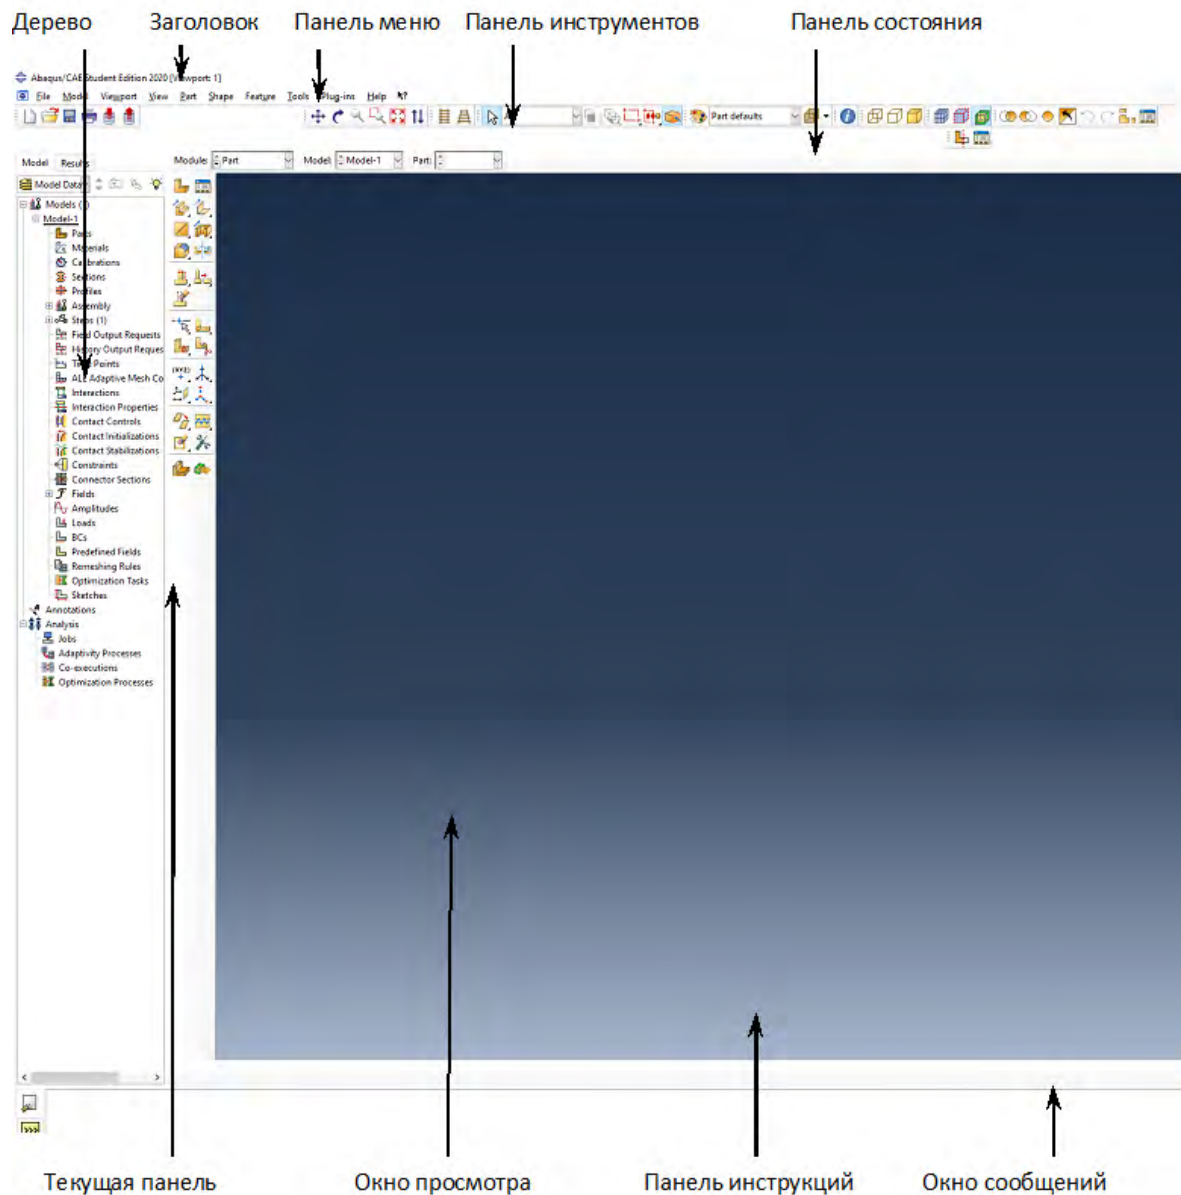 Дерево Заголовок Панель меню Панель инструментов Панель состояния
Abaqus/CAE Student Edition 2020 [Viewport: 1]
File Model Viewport View Part Shape Feature Tools Plug-ins Help
Part defaults
Model Results Module: Part Model: Model-1 Part:
Model Data
Models (1)
Model-1
Parts
Materials
Calibrations
Sections
Profiles
Assembly
Steps (1)
Field Output Requests
History Output Reques
Time Points
ALE Adaptive Mesh Co
Interactions
Interaction Properties
Contact Controls
Contact Initializations
Contact Stabilizations
Constraints
Connector Sections
Fields
Amplitudes
Loads
BCs
Predefined Fields
Remeshing Rules
Optimization Tasks
Sketches
Annotations
Analysis
Jobs
Adaptivity Processes
Co-executions
Optimization Processes
>>>
Текущая панель Окно просмотра Панель инструкций Окно сообщений